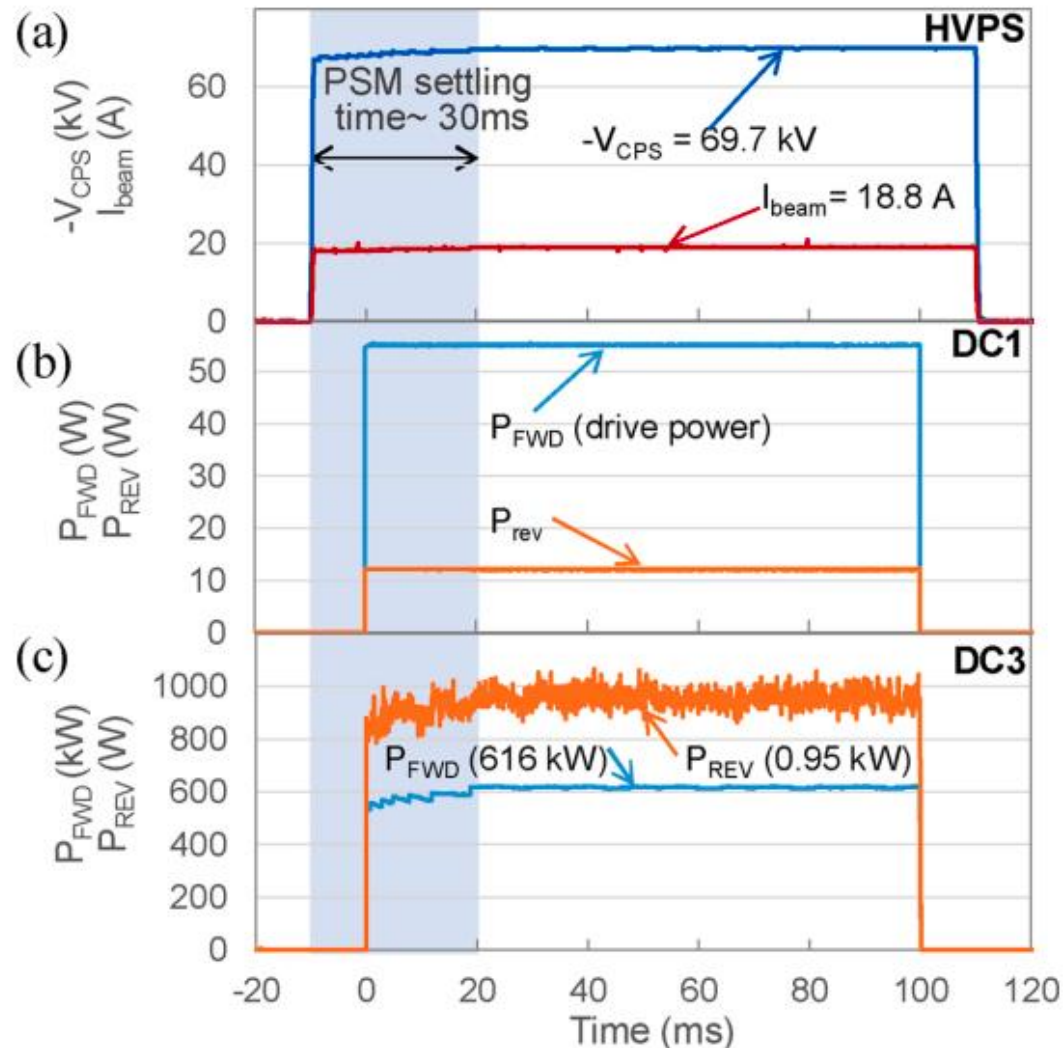 (a)
HVPS
-V_CPS (kV)
I_beam (A)
60
40
20
0
PSM settling
time~ 30ms
-V_CPS = 69.7 kV
I_beam = 18.8 A
(b)
DC1
P_FWD (W)
P_REV (W)
50
40
30
20
10
0
P_FWD (drive power)
P_rev
(c)
DC3
P_FWD (kW)
P_REV (W)
1000
800
600
400
200
0
P_FWD (616 kW)
P_REV (0.95 kW)
-20 0 20 40 60 80 100 120
Time (ms)